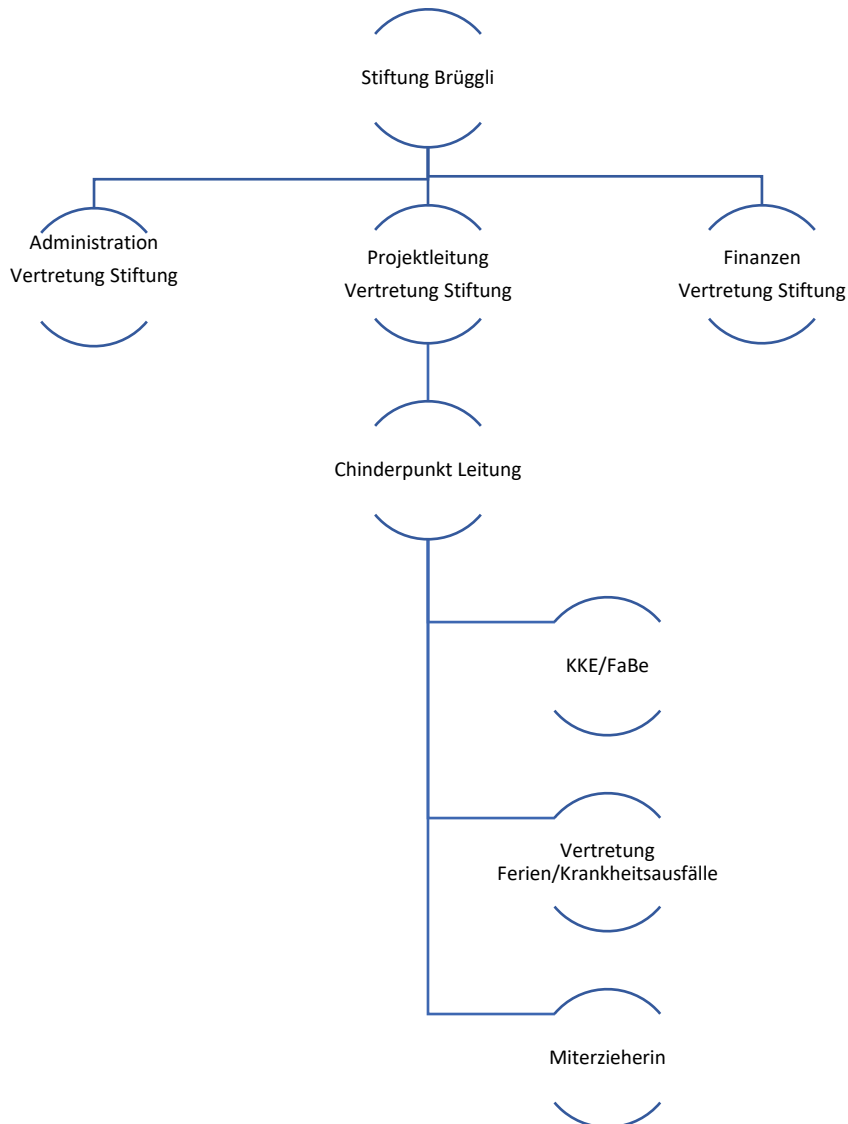 Stiftung Brüggli
Administration
Vertretung Stiftung
Projektleitung
Vertretung Stiftung
Finanzen
Vertretung Stiftung
Chinderpunkt Leitung
KKE/FaBe
Vertretung
Ferien/Krankheitsausfälle
Miterzieherin